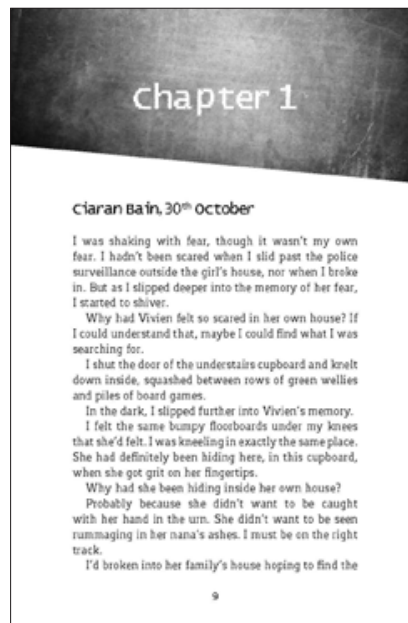 Chapter 1
Ciaran Bain, 30th October
I was shaking with fear, though it wasn't my own
fear. I hadn't been scared when I slid past the police
surveillance outside the girl's house, nor when I broke
in. But as I slipped deeper into the memory of her fear,
I started to shiver.
Why had Vivien felt so scared in her own house? If
I could understand that, maybe I could find what I was
searching for.
I shut the door of the understairs cupboard and knelt
down inside, squashed between rows of green wellies
and piles of board games.
In the dark, I slipped further into Vivien's memory.
I felt the same bumpy floorboards under my knees
that she'd felt. I was kneeling in exactly the same place.
She had definitely been hiding here, in this cupboard,
when she got grit on her fingertips.
Why had she been hiding inside her own house?
Probably because she didn't want to be caught
with her hand in the urn. She didn't want to be seen
rummaging in her nana's ashes. I must be on the right
track.
I'd broken into her family's house hoping to find the
9